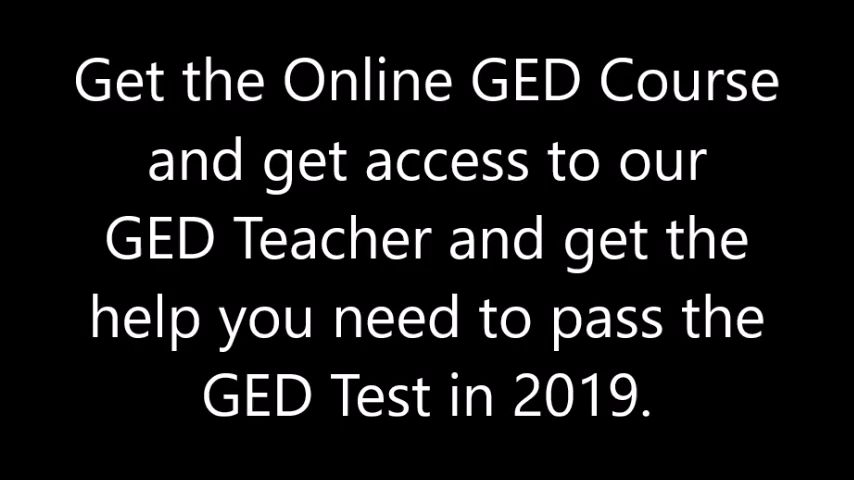 Get the Online GED Course
and get access to our
GED Teacher and get the
help you need to pass the
GED Test in 2019.